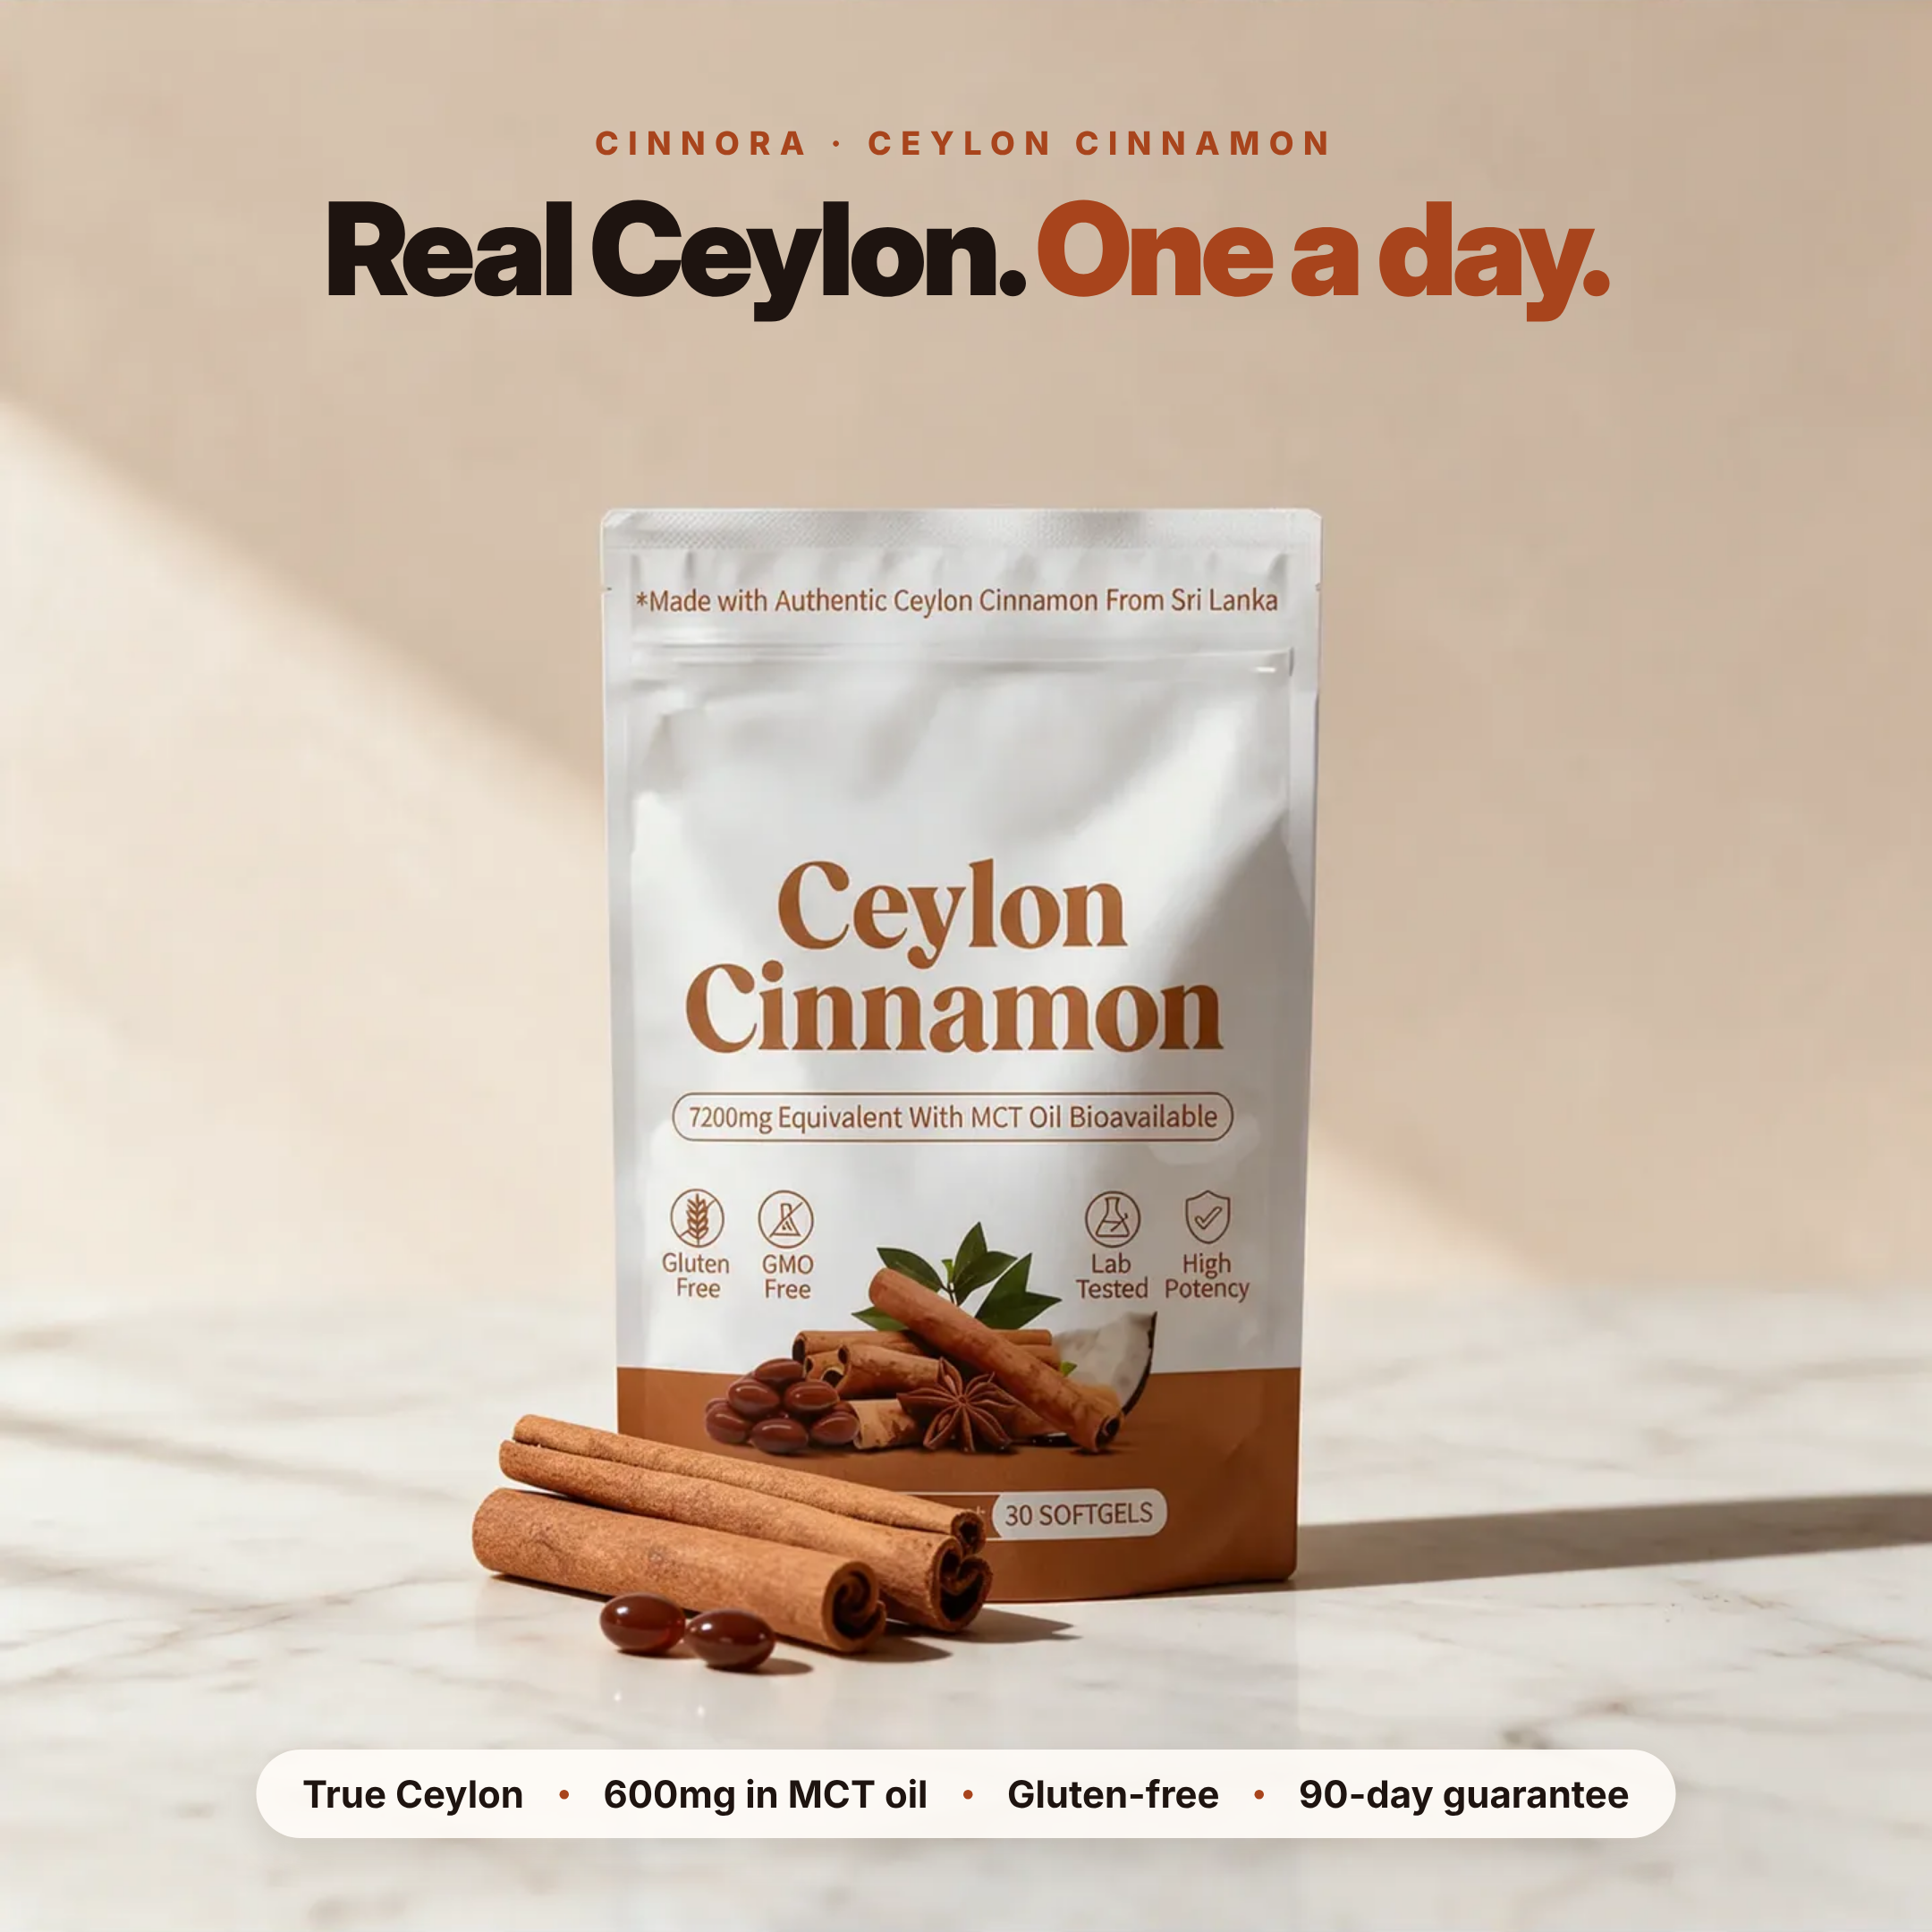 CINNORA · CEYLON CINNAMON
Real Ceylon. One a day.
*Made with Authentic Ceylon Cinnamon From Sri Lanka
Ceylon
Cinnamon
7200mg Equivalent With MCT Oil Bioavailable
Gluten Free
GMO Free
Lab Tested
High Potency
30 SOFTGELS
True Ceylon • 600mg in MCT oil • Gluten-free • 90-day guarantee